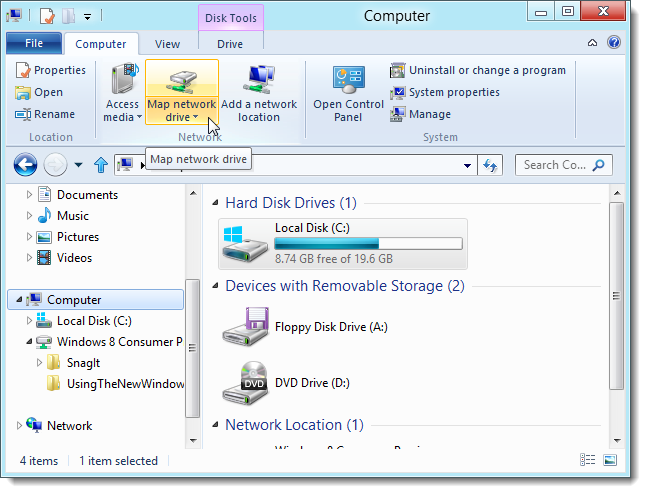 Disk Tools
Computer
File
Computer
View
Drive
Properties
Open
Rename
Location
Access
media
Map network
drive
Add a network
location
Network
Open Control
Panel
Uninstall or change a program
System properties
Manage
System
Map network drive
Search Co...
Documents
Music
Pictures
Videos
Computer
Local Disk (C:)
Windows 8 Consumer P
SnagIt
UsingTheNewWindow
Network
Hard Disk Drives (1)
Local Disk (C:)
8.74 GB free of 19.6 GB
Devices with Removable Storage (2)
Floppy Disk Drive (A:)
DVD
DVD Drive (D:)
Network Location (1)
4 items
1 item selected